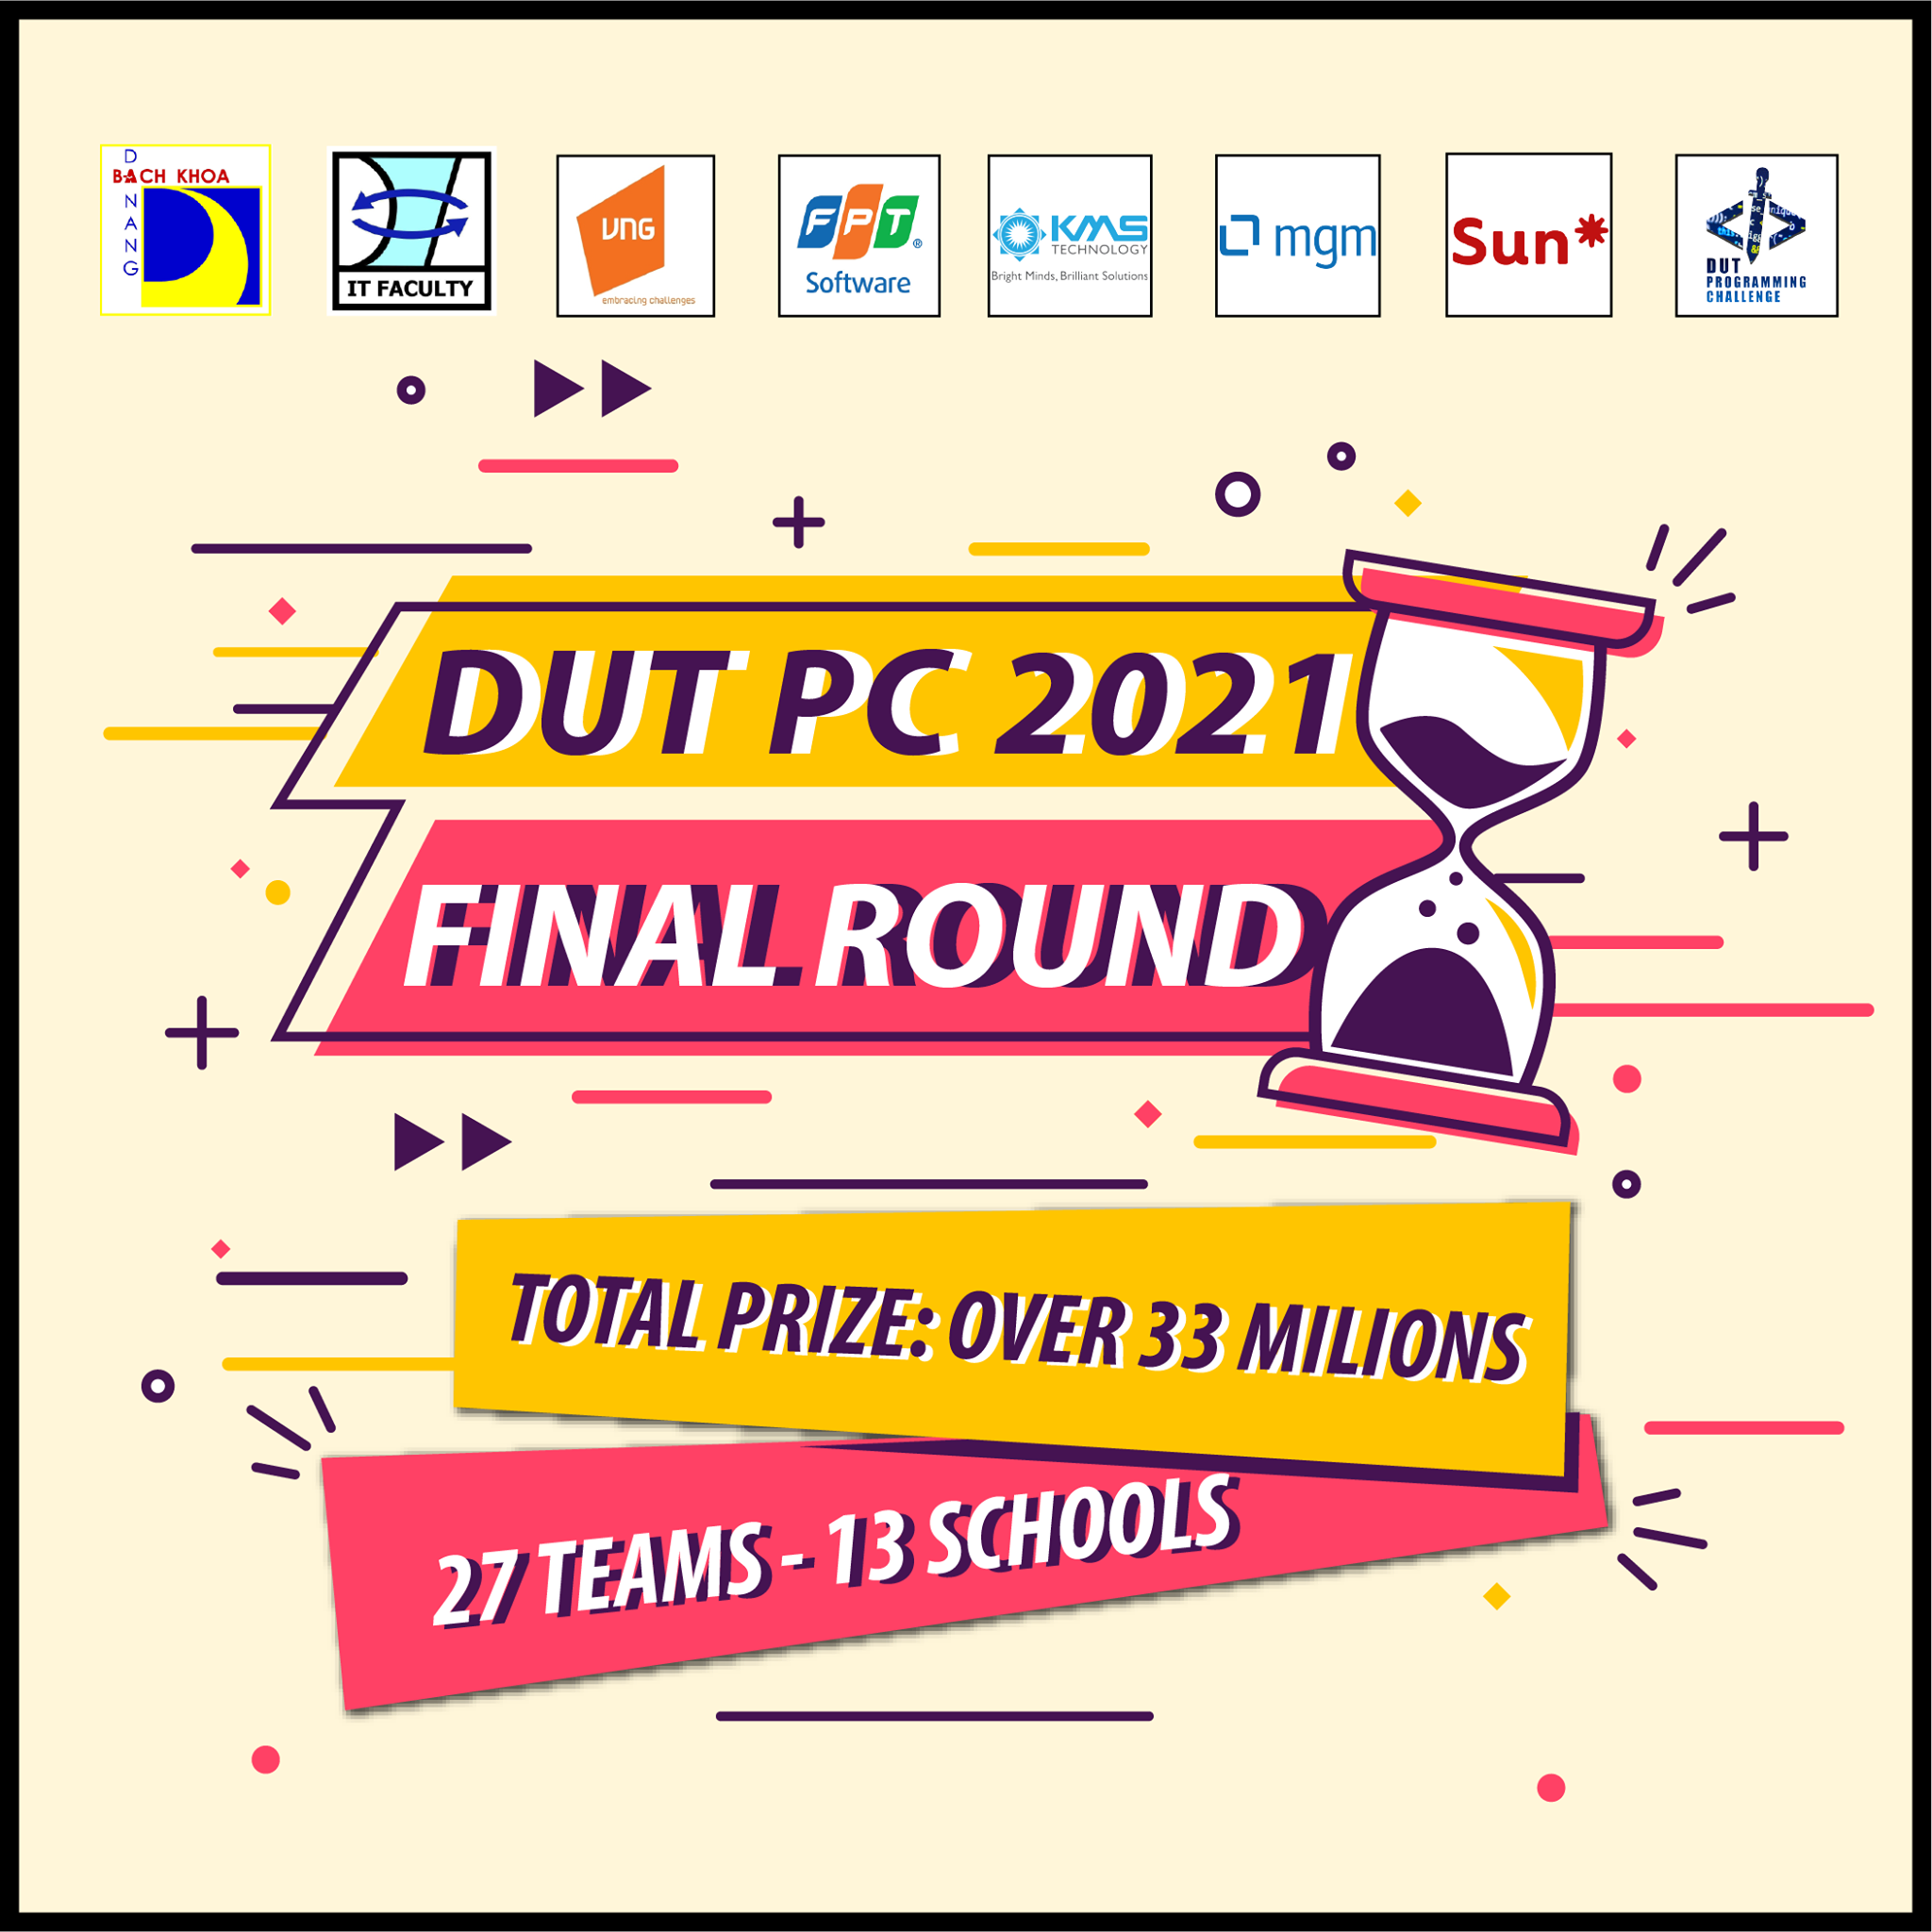 D
BACH KHOA
NANG
IT FACULTY
VNG
embracing challenges
FPT®
Software
KMS
TECHNOLOGY
Bright Minds, Brilliant Solutions
mgm
Sun*
DUT
PROGRAMMING
CHALLENGE
DUT PC 2021
FINAL ROUND
TOTAL PRIZE: OVER 33 MILIONS
27 TEAMS - 13 SCHOOLS